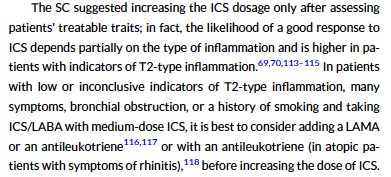 The SC suggested increasing the ICS dosage only after assessing
patients' treatable traits; in fact, the likelihood of a good response to
ICS depends partially on the type of inflammation and is higher in pa-
tients with indicators of T2-type inflammation.69,70,113–115 In patients
with low or inconclusive indicators of T2-type inflammation, many
symptoms, bronchial obstruction, or a history of smoking and taking
ICS/LABA with medium-dose ICS, it is best to consider adding a LAMA
or an antileukotriene116,117 or with an antileukotriene (in atopic pa-
tients with symptoms of rhinitis),118 before increasing the dose of ICS.